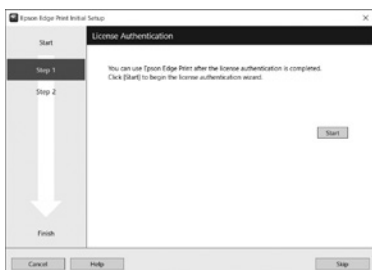 Epson Edge Print Initial Setup
Start
Step 1
Step 2
Finish
License Authentication
You can use Epson Edge Print after the license authentication is completed.
Click [Start] to begin the license authentication wizard.
Start
Cancel
Help
Skip